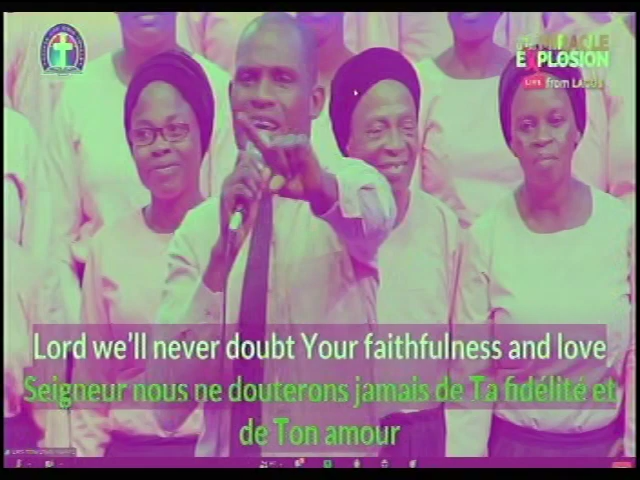 MIRACLE
EXPLOSION
LIVE from LAGOS
Lord we'll never doubt Your faithfulness and love
Seigneur nous ne douterons jamais de Ta fidélité et
de Ton amour